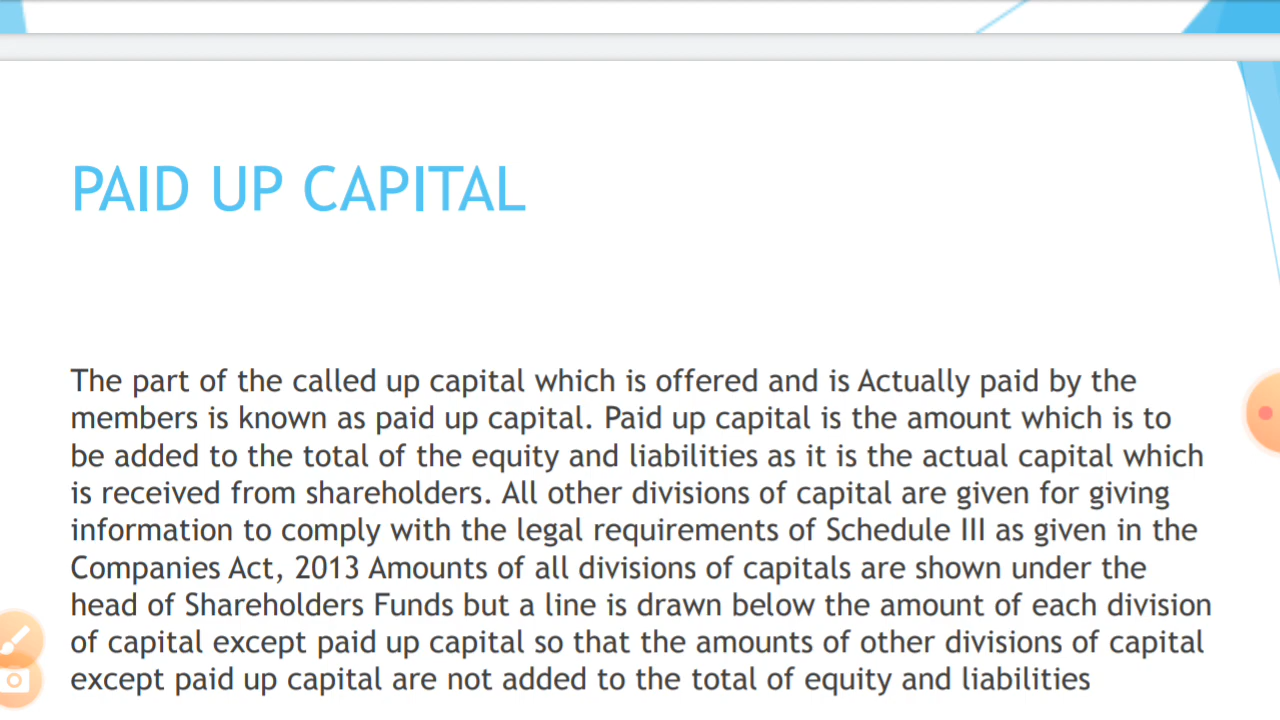 PAID UP CAPITAL
The part of the called up capital which is offered and is Actually paid by the
members is known as paid up capital. Paid up capital is the amount which is to
be added to the total of the equity and liabilities as it is the actual capital which
is received from shareholders. All other divisions of capital are given for giving
information to comply with the legal requirements of Schedule III as given in the
Companies Act, 2013 Amounts of all divisions of capitals are shown under the
head of Shareholders Funds but a line is drawn below the amount of each division
of capital except paid up capital so that the amounts of other divisions of capital
except paid up capital are not added to the total of equity and liabilities